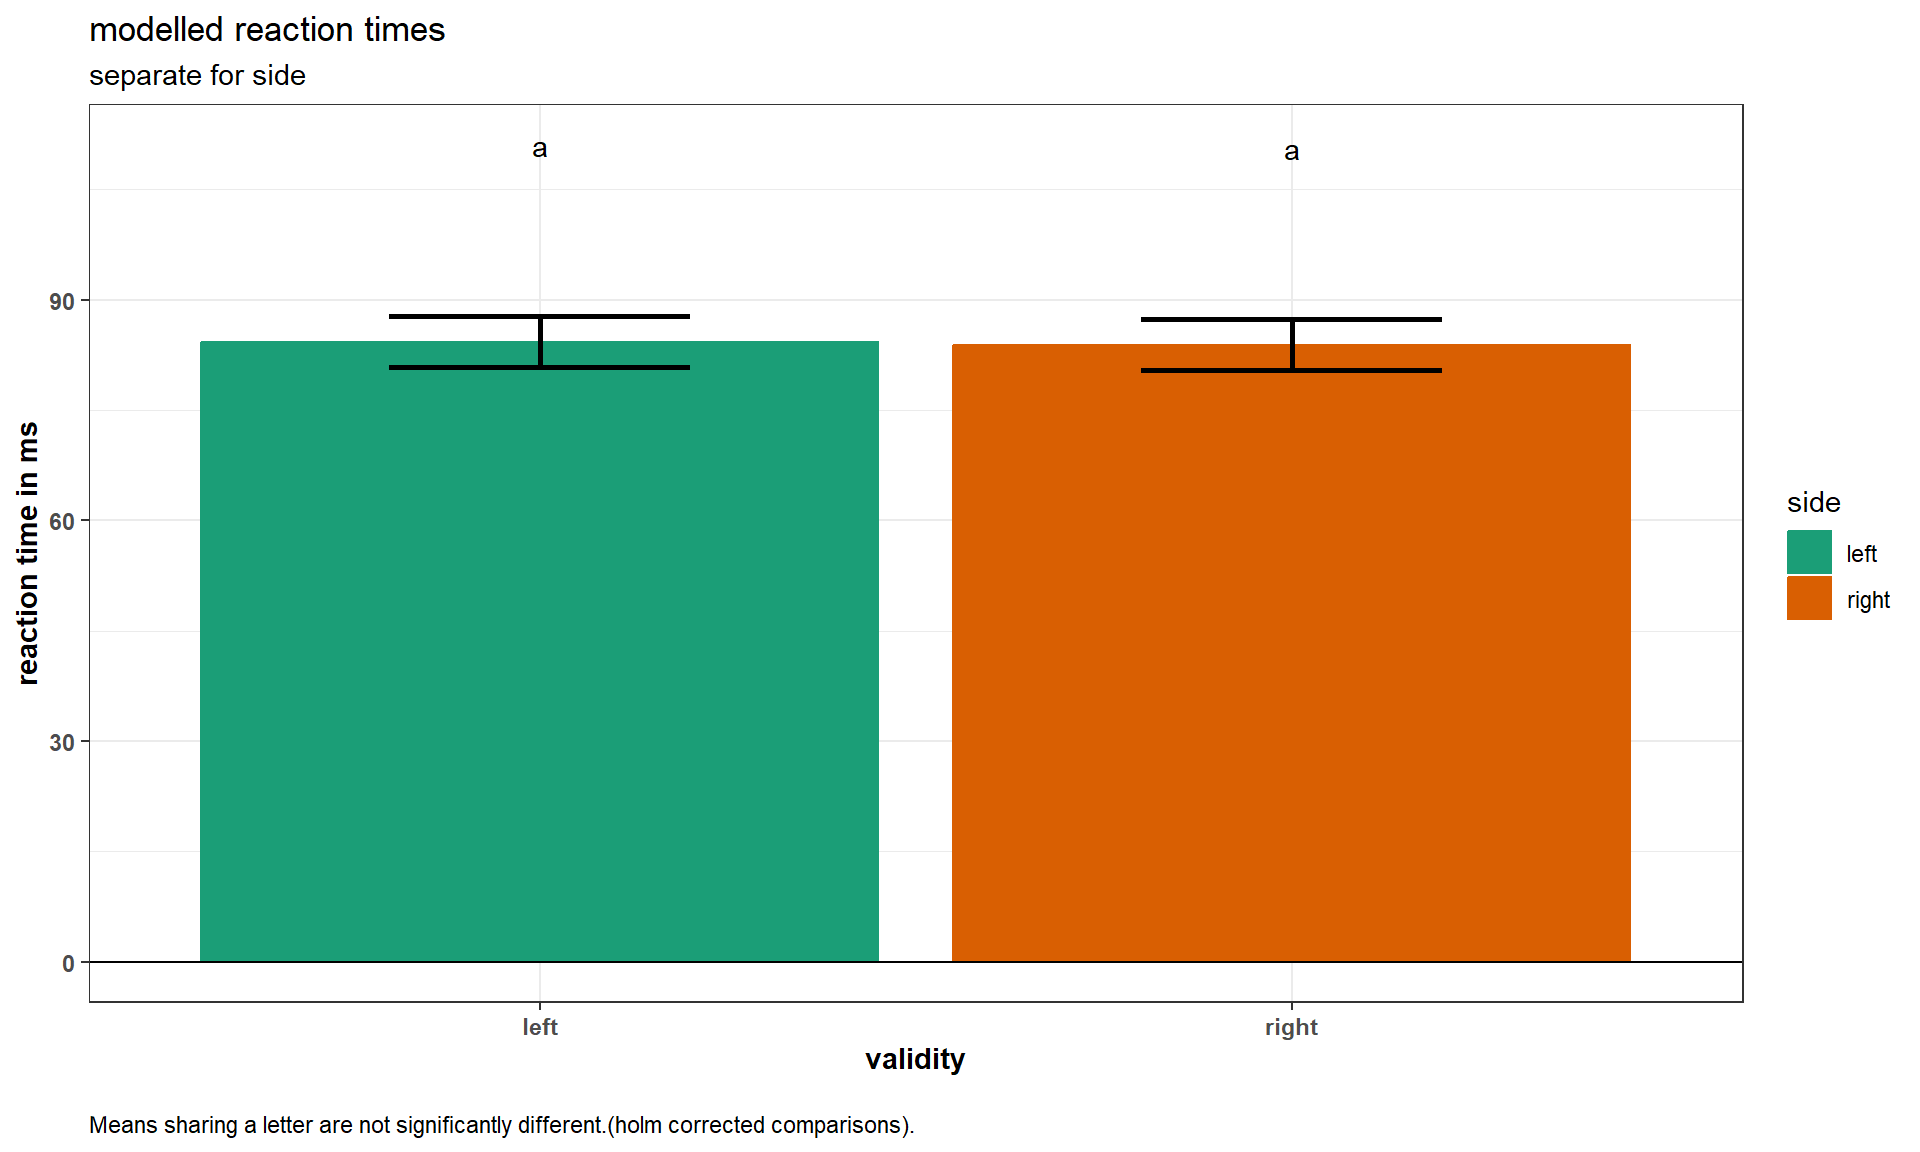 modelled reaction times
separate for side
a
a
90
60
30
0
reaction time in ms
left
right
validity
side
left
right
Means sharing a letter are not significantly different.(holm corrected comparisons).